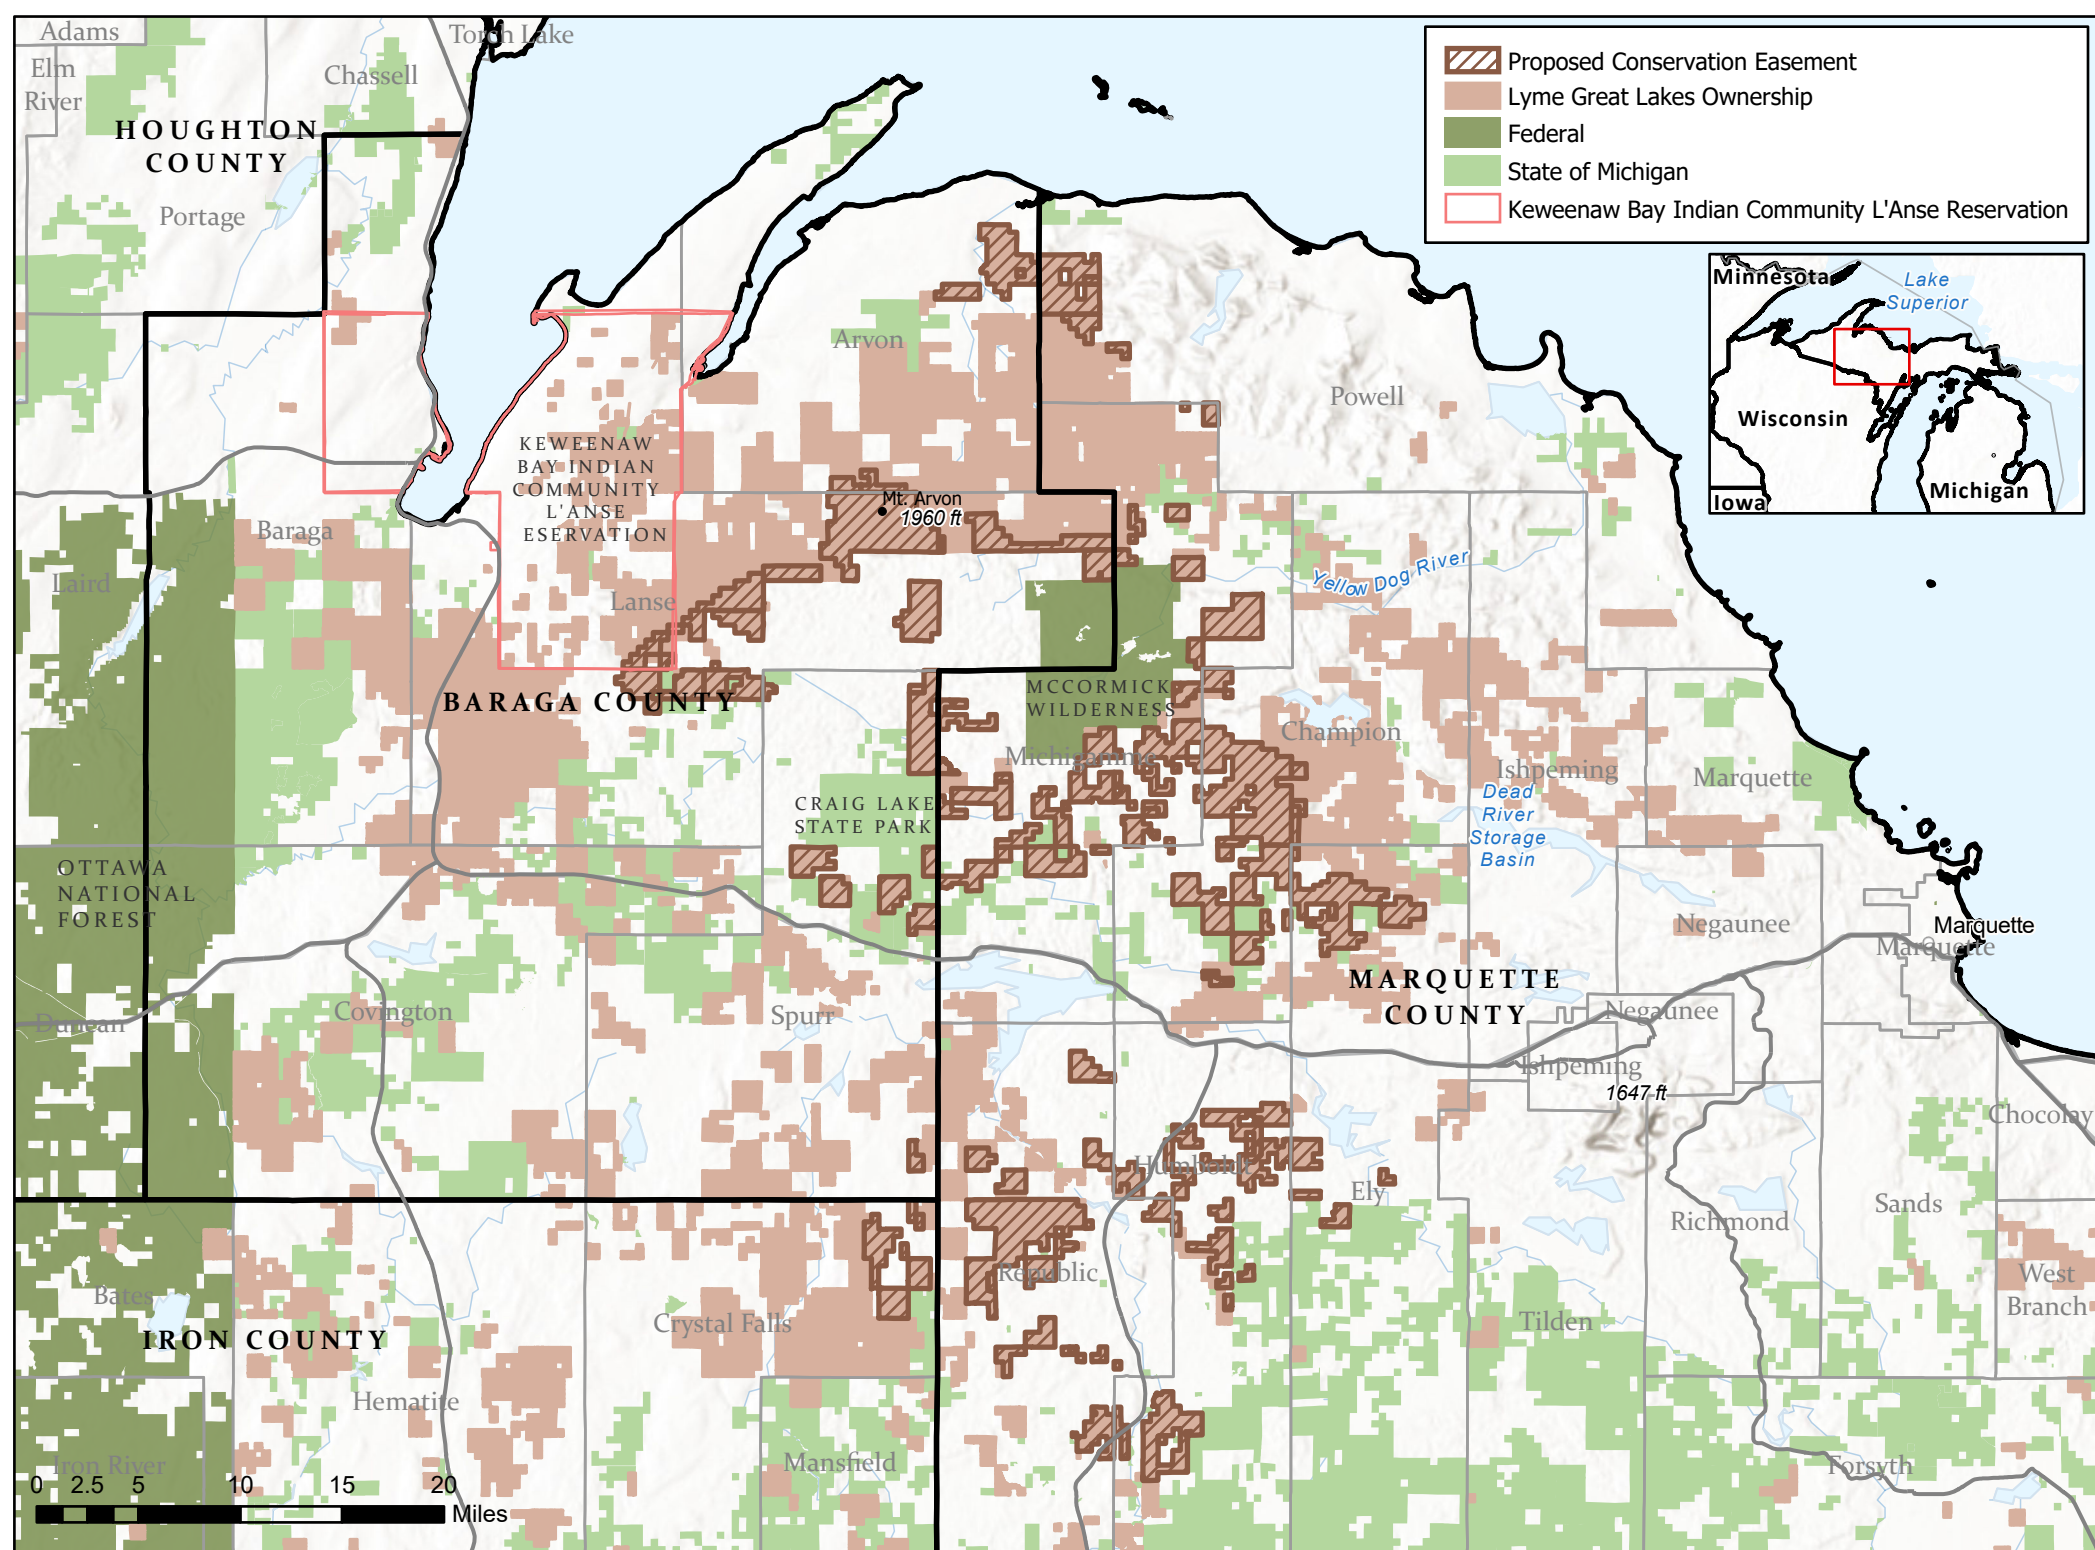 Adams
Torch Lake
Elm
River
Chassell
HOUGHTON
COUNTY
Portage
Proposed Conservation Easement
Lyme Great Lakes Ownership
Federal
State of Michigan
Keweenaw Bay Indian Community L'Anse Reservation
Minnesota
Lake
Superior
Wisconsin
Iowa
Michigan
Arvon
Powell
KEWEENAW
BAY INDIAN
COMMUNITY
L'ANSE
ESERVATION
Mt. Arvon
1960 ft
Baraga
Laird
Lanse
Yellow Dog River
BARAGA COUNTY
MCCORMICK
WILDERNESS
Michigamme
Champion
Ishpeming
Marquette
CRAIG LAKE
STATE PARK
Dead
River
Storage
Basin
OTTAWA
NATIONAL
FOREST
Negaunee
Marquette
Marquette
MARQUETTE
COUNTY
Duncan
Covington
Spurr
Negaunee
Ishpeming
1647 ft
Chocolay
Humboldt
Ely
Sands
Richmond
Republic
West
Branch
Bates
IRON COUNTY
Crystal Falls
Tilden
Hematite
Iron River
Mansfield
Forsyth
0 2.5 5 10 15 20
Miles